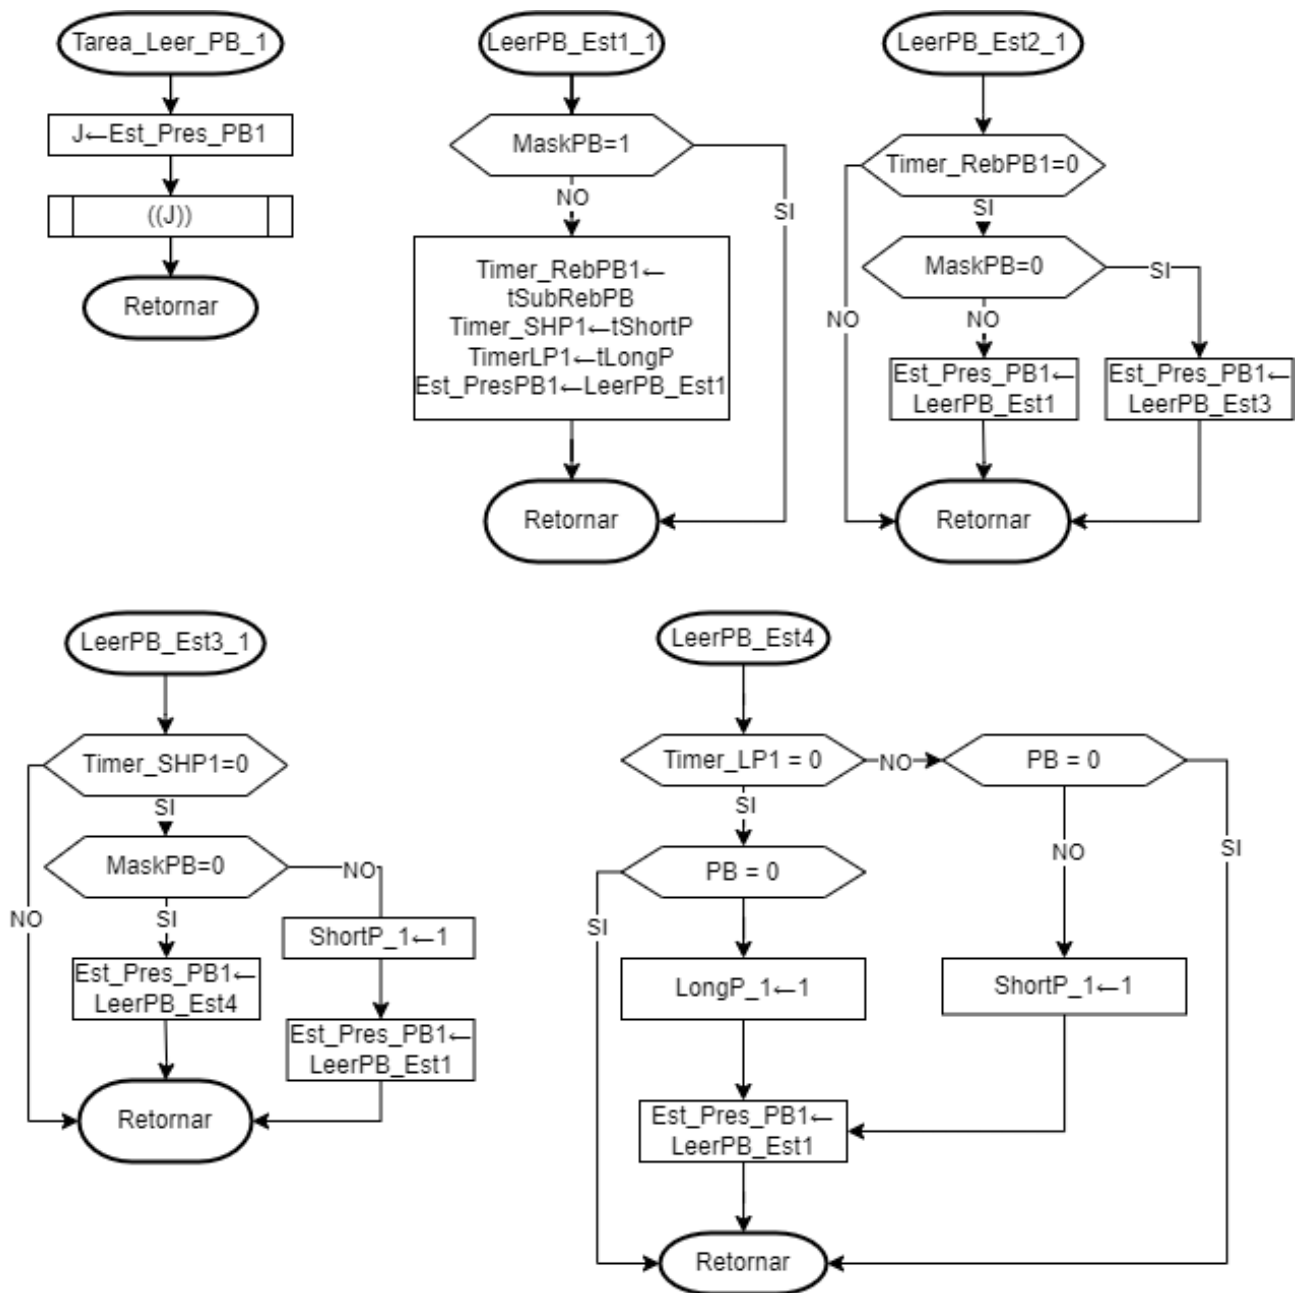 Tarea_Leer_PB_1
J←Est_Pres_PB1
((J))
Retornar
LeerPB_Est1_1
MaskPB=1
NO
SI
Timer_RebPB1←
tSubRebPB
Timer_SHP1←tShortP
TimerLP1←tLongP
Est_PresPB1←LeerPB_Est1
Retornar
LeerPB_Est2_1
Timer_RebPB1=0
SI
MaskPB=0
SI
NO
NO
Est_Pres_PB1←
LeerPB_Est1
Est_Pres_PB1←
LeerPB_Est3
Retornar
LeerPB_Est3_1
Timer_SHP1=0
SI
MaskPB=0
NO
NO
SI
ShortP_1←1
Est_Pres_PB1←
LeerPB_Est4
Est_Pres_PB1←
LeerPB_Est1
Retornar
LeerPB_Est4
Timer_LP1 = 0
NO
PB = 0
SI
PB = 0
NO
SI
SI
LongP_1←1
ShortP_1←1
Est_Pres_PB1←
LeerPB_Est1
Retornar